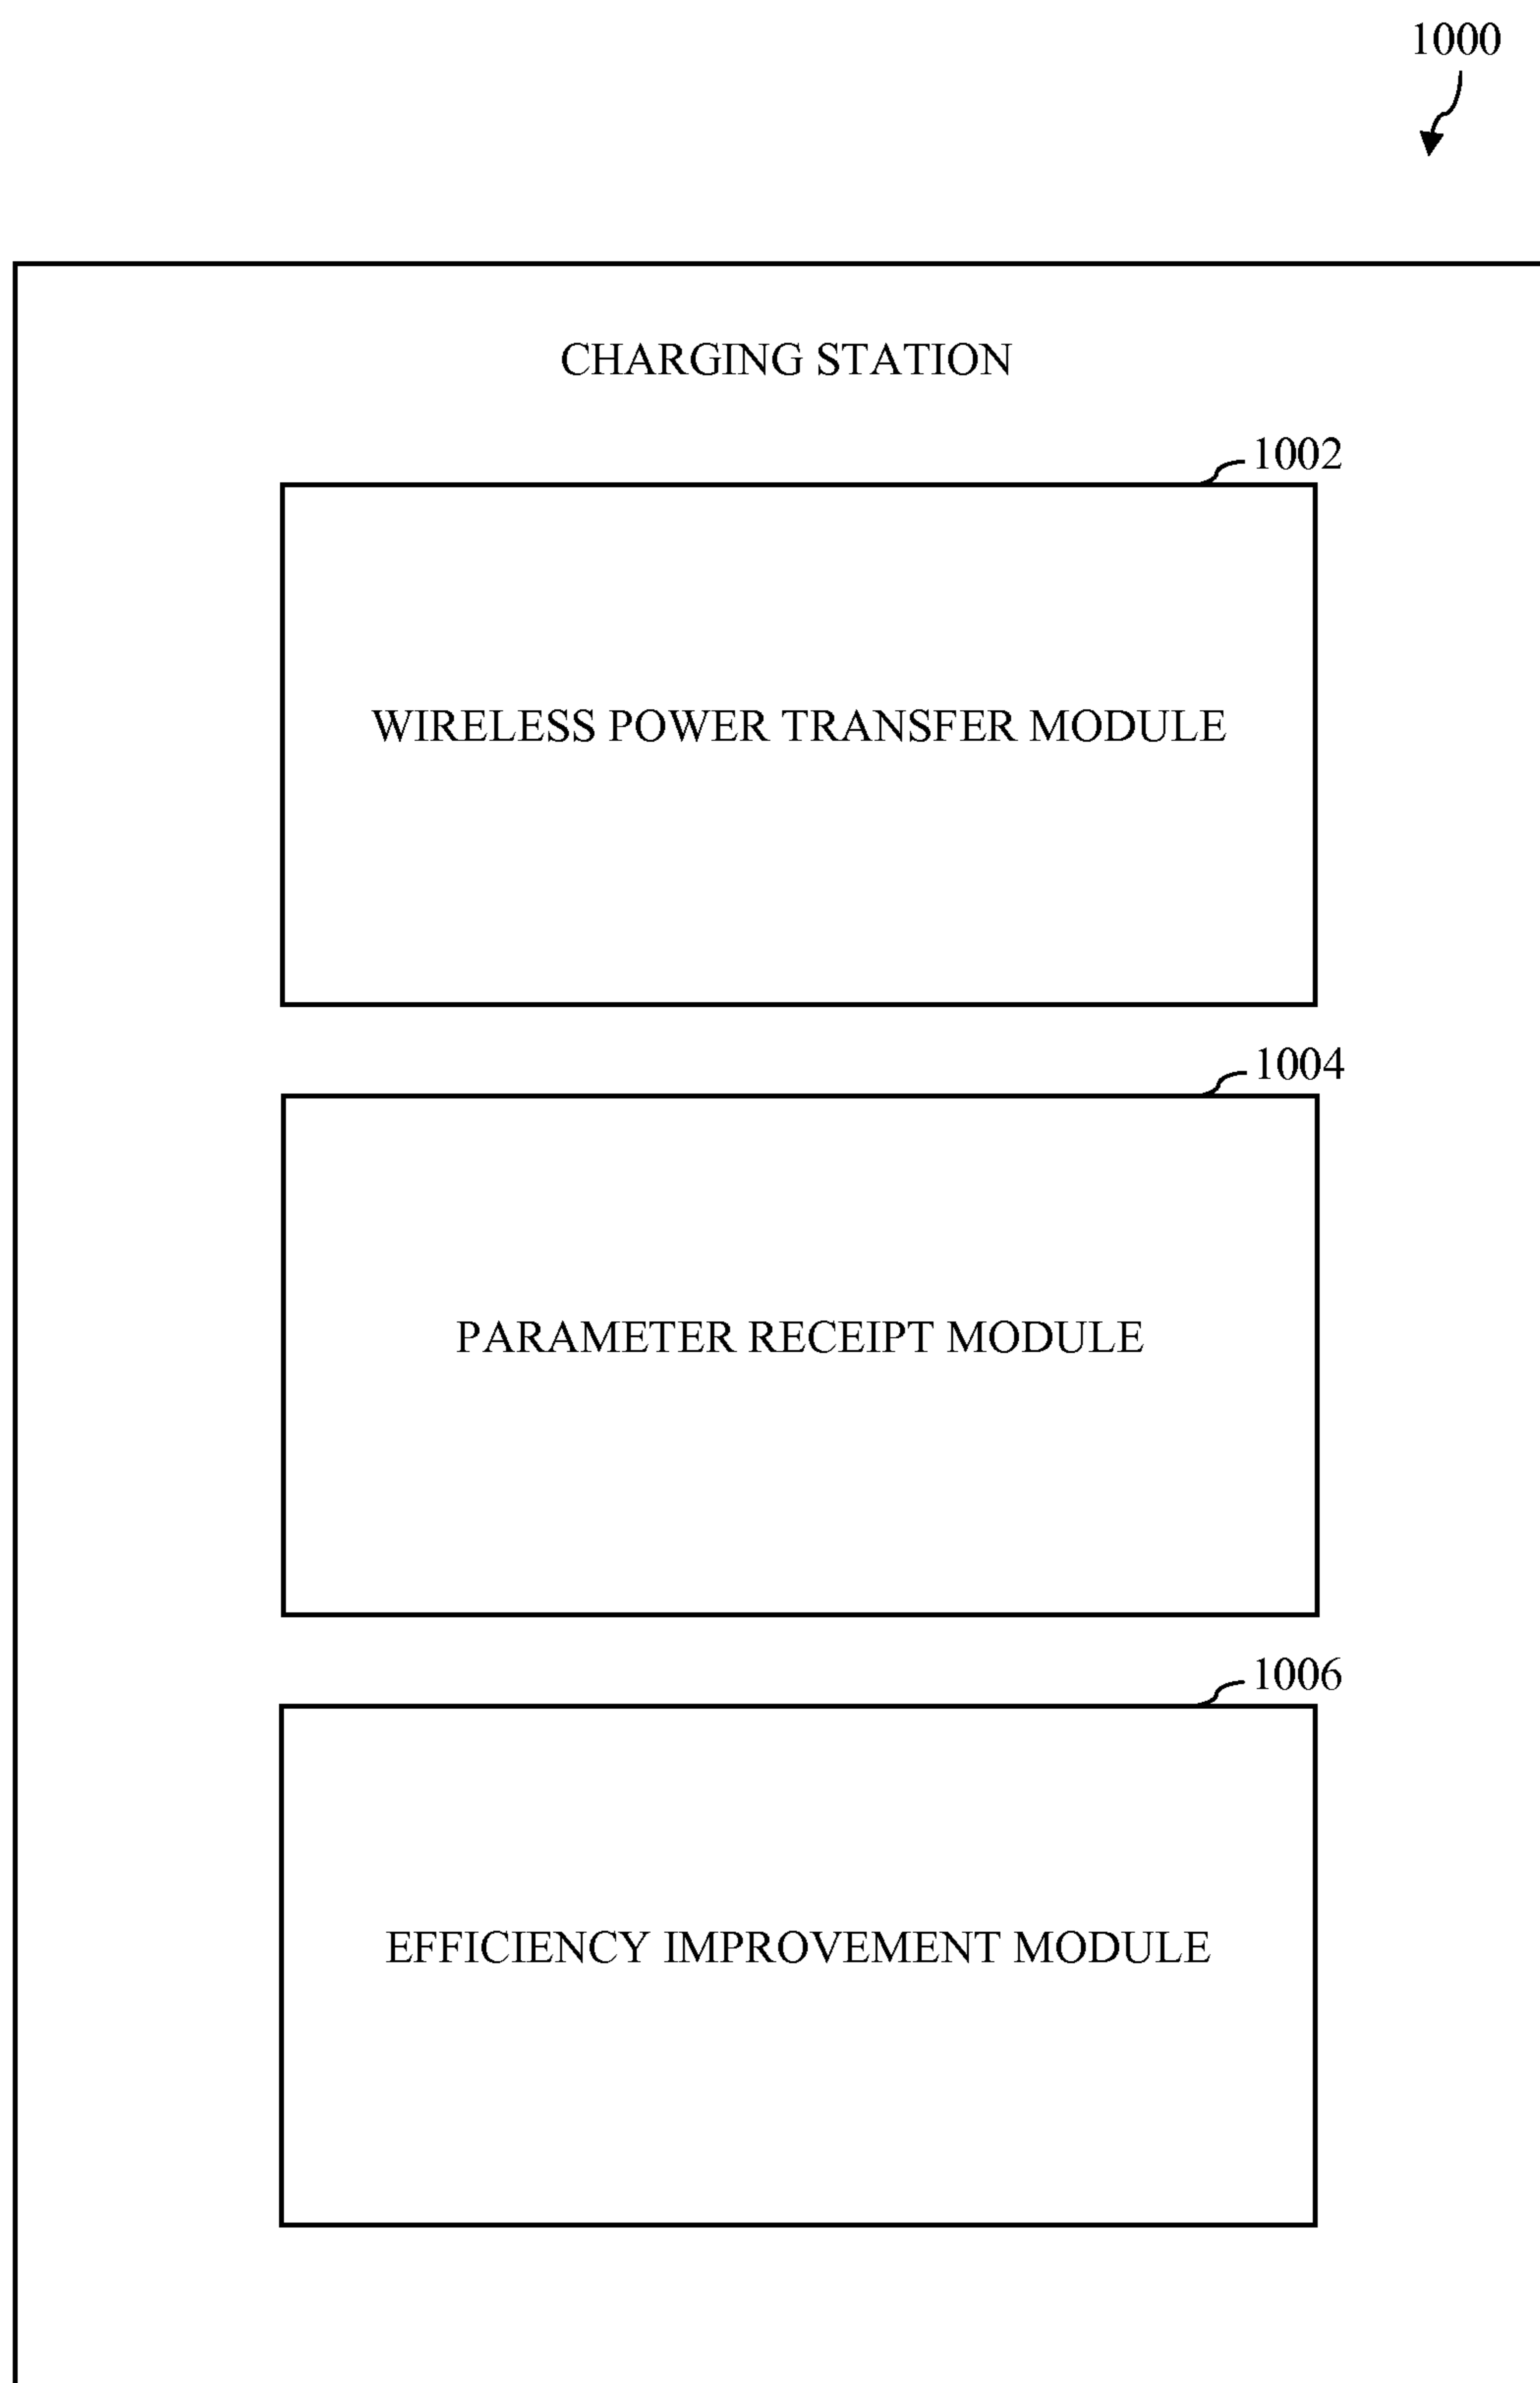 1000
CHARGING STATION
1002
WIRELESS POWER TRANSFER MODULE
1004
PARAMETER RECEIPT MODULE
1006
EFFICIENCY IMPROVEMENT MODULE